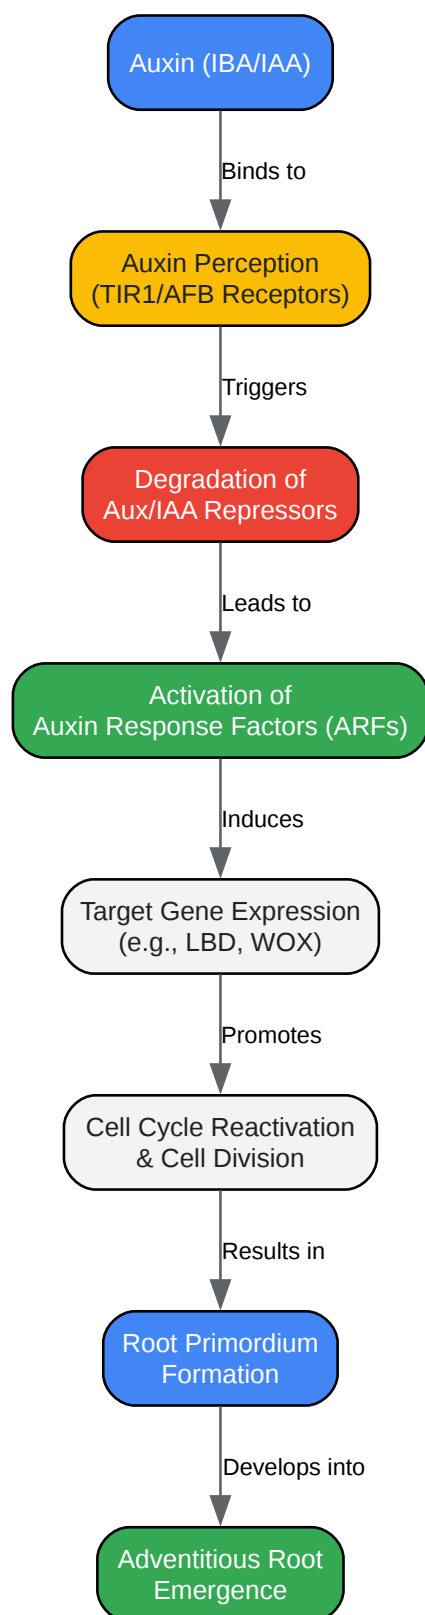 Auxin (IBA/IAA)
Binds to
Auxin Perception
(TIR1/AFB Receptors)
Triggers
Degradation of
Aux/IAA Repressors
Leads to
Activation of
Auxin Response Factors (ARFs)
Induces
Target Gene Expression
(e.g., LBD, WOX)
Promotes
Cell Cycle Reactivation
& Cell Division
Results in
Root Primordium
Formation
Develops into
Adventitious Root
Emergence